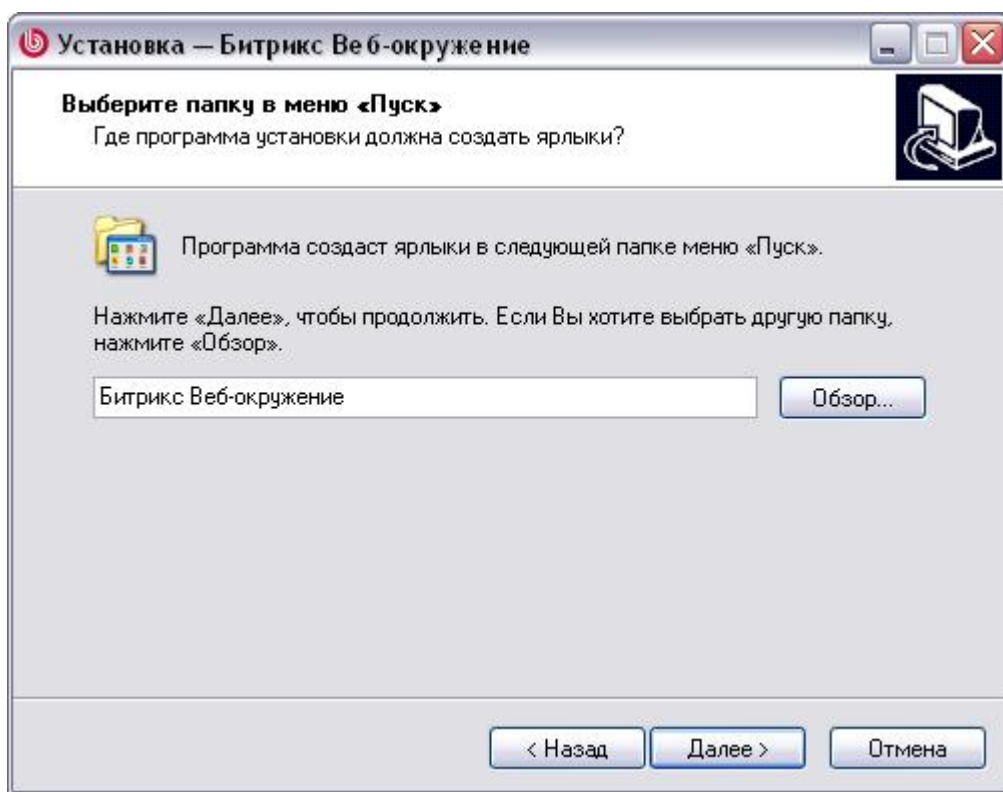 Установка — Битрикс Веб-окружение
Выберите папку в меню «Пуск»
Где программа установки должна создать ярлыки?
Программа создаст ярлыки в следующей папке меню «Пуск».
Нажмите «Далее», чтобы продолжить. Если Вы хотите выбрать другую папку,
нажмите «Обзор».
Битрикс Веб-окружение
Обзор...
< Назад
Далее >
Отмена